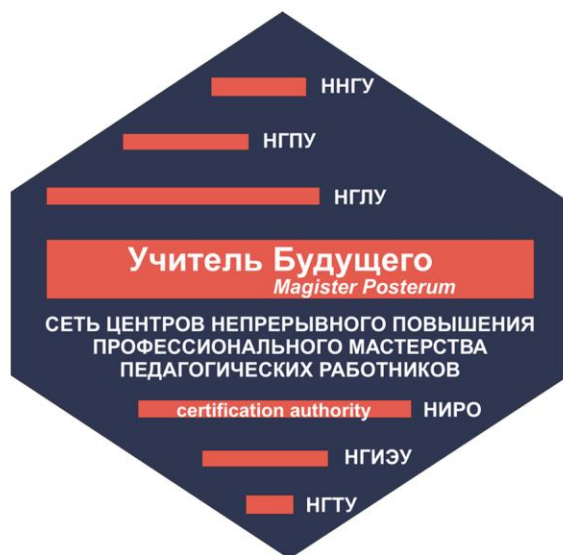 ННГУ
НГПУ
НГЛУ
Учитель Будущего
Magister Posterum
СЕТЬ ЦЕНТРОВ НЕПРЕРЫВНОГО ПОВЫШЕНИЯ
ПРОФЕССИОНАЛЬНОГО МАСТЕРСТВА
ПЕДАГОГИЧЕСКИХ РАБОТНИКОВ
certification authority НИРО
НГИЭУ
НГТУ